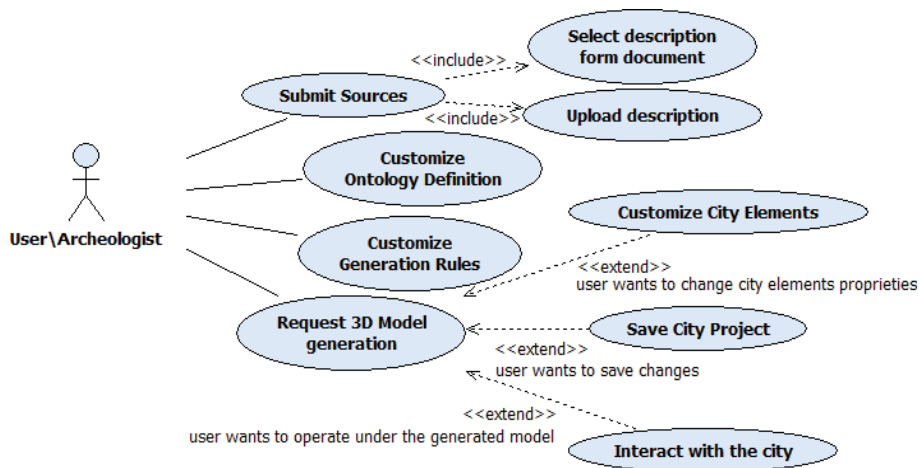 Select description
form document
<<include>>
Submit Sources
<<include>>
Upload description
Customize
Ontology Definition
User\Archeologist
Customize City Elements
Customize
Generation Rules
<<extend>>
user wants to change city elements proprieties
Request 3D Model
generation
Save City Project
<<extend>>
user wants to save changes
<<extend>>
user wants to operate under the generated model
Interact with the city